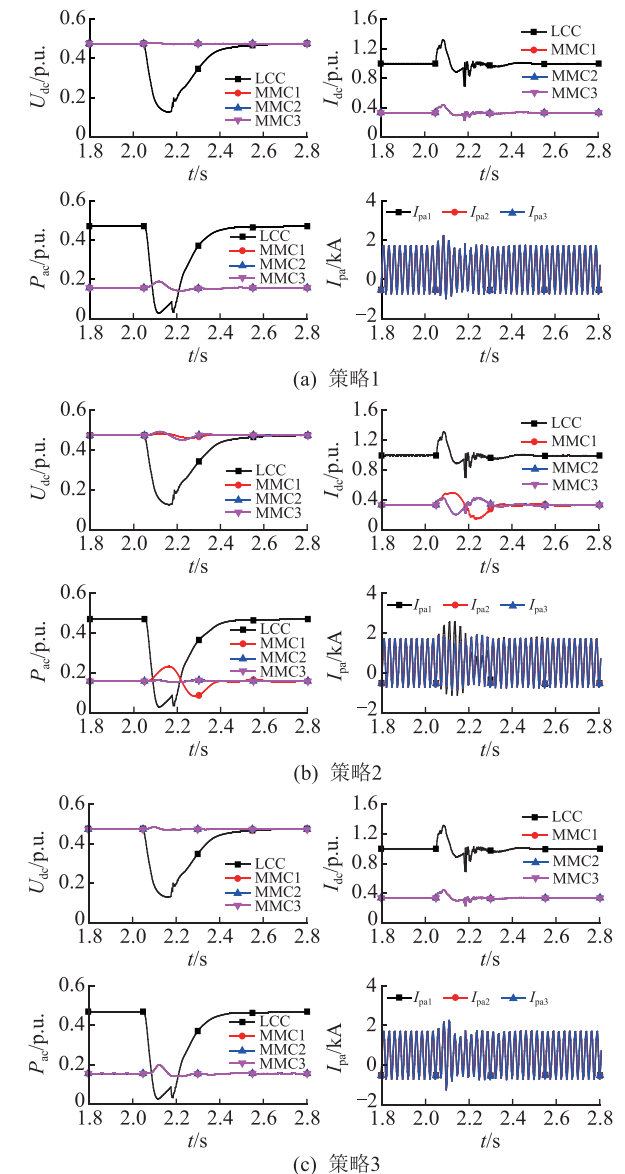 0.6
0.4
0.2
0
U_dc/p.u.
LCC
MMC1
MMC2
MMC3
1.8 2.0 2.2 2.4 2.6 2.8
t/s
1.6
1.2
0.8
0.4
0
I_dc/p.u.
LCC
MMC1
MMC2
MMC3
1.8 2.0 2.2 2.4 2.6 2.8
t/s
0.6
0.4
0.2
0
P_ac/p.u.
LCC
MMC1
MMC2
MMC3
1.8 2.0 2.2 2.4 2.6 2.8
t/s
4
2
0
−2
I_pa/kA
I_pa1 I_pa2 I_pa3
1.8 2.0 2.2 2.4 2.6 2.8
t/s
(a) 策略1
0.6
0.4
0.2
0
U_dc/p.u.
LCC
MMC1
MMC2
MMC3
1.8 2.0 2.2 2.4 2.6 2.8
t/s
1.6
1.2
0.8
0.4
0
I_dc/p.u.
LCC
MMC1
MMC2
MMC3
1.8 2.0 2.2 2.4 2.6 2.8
t/s
0.6
0.4
0.2
0
P_ac/p.u.
LCC
MMC1
MMC2
MMC3
1.8 2.0 2.2 2.4 2.6 2.8
t/s
4
2
0
−2
I_pa/kA
I_pa1 I_pa2 I_pa3
1.8 2.0 2.2 2.4 2.6 2.8
t/s
(b) 策略2
0.6
0.4
0.2
0
U_dc/p.u.
LCC
MMC1
MMC2
MMC3
1.8 2.0 2.2 2.4 2.6 2.8
t/s
1.6
1.2
0.8
0.4
0
I_dc/p.u.
LCC
MMC1
MMC2
MMC3
1.8 2.0 2.2 2.4 2.6 2.8
t/s
0.6
0.4
0.2
0
P_ac/p.u.
LCC
MMC1
MMC2
MMC3
1.8 2.0 2.2 2.4 2.6 2.8
t/s
4
2
0
−2
I_pa/kA
I_pa1 I_pa2 I_pa3
1.8 2.0 2.2 2.4 2.6 2.8
t/s
(c) 策略3